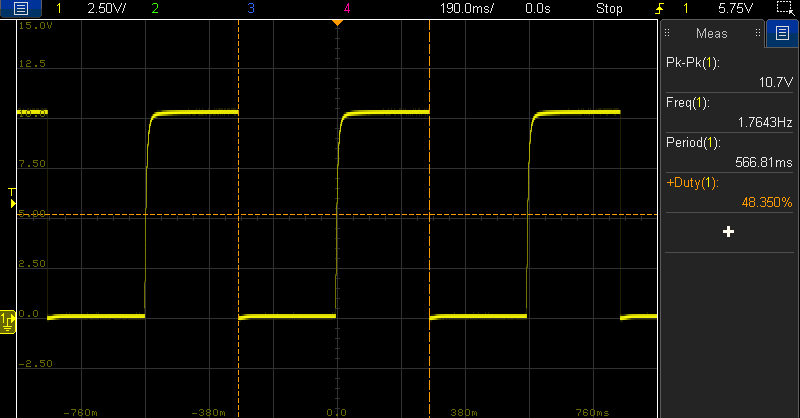 1 2.50V/ 2 3 4 190.0ms/ 0.0s Stop 1 5.75V
15.0V
12.5
10.0
7.50
5.00
2.50
0.0
-2.50
-760m -380m 0.0 380m 760ms
T
1
Meas
Pk-Pk(1):
10.7V
Freq(1):
1.7643Hz
Period(1):
566.81ms
+Duty(1):
48.350%